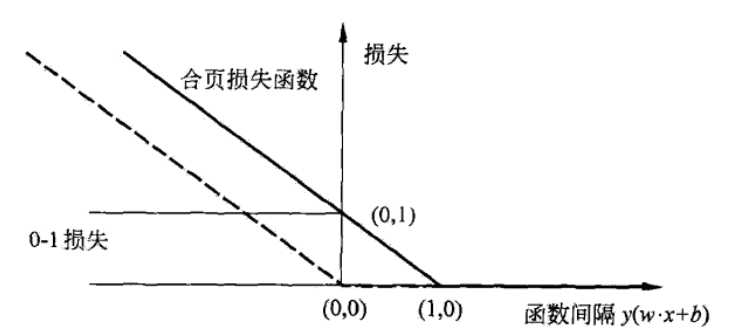 损失
合页损失函数
(0,1)
0-1 损失
(0,0)
(1,0)
函数间隔 y(w·x+b)